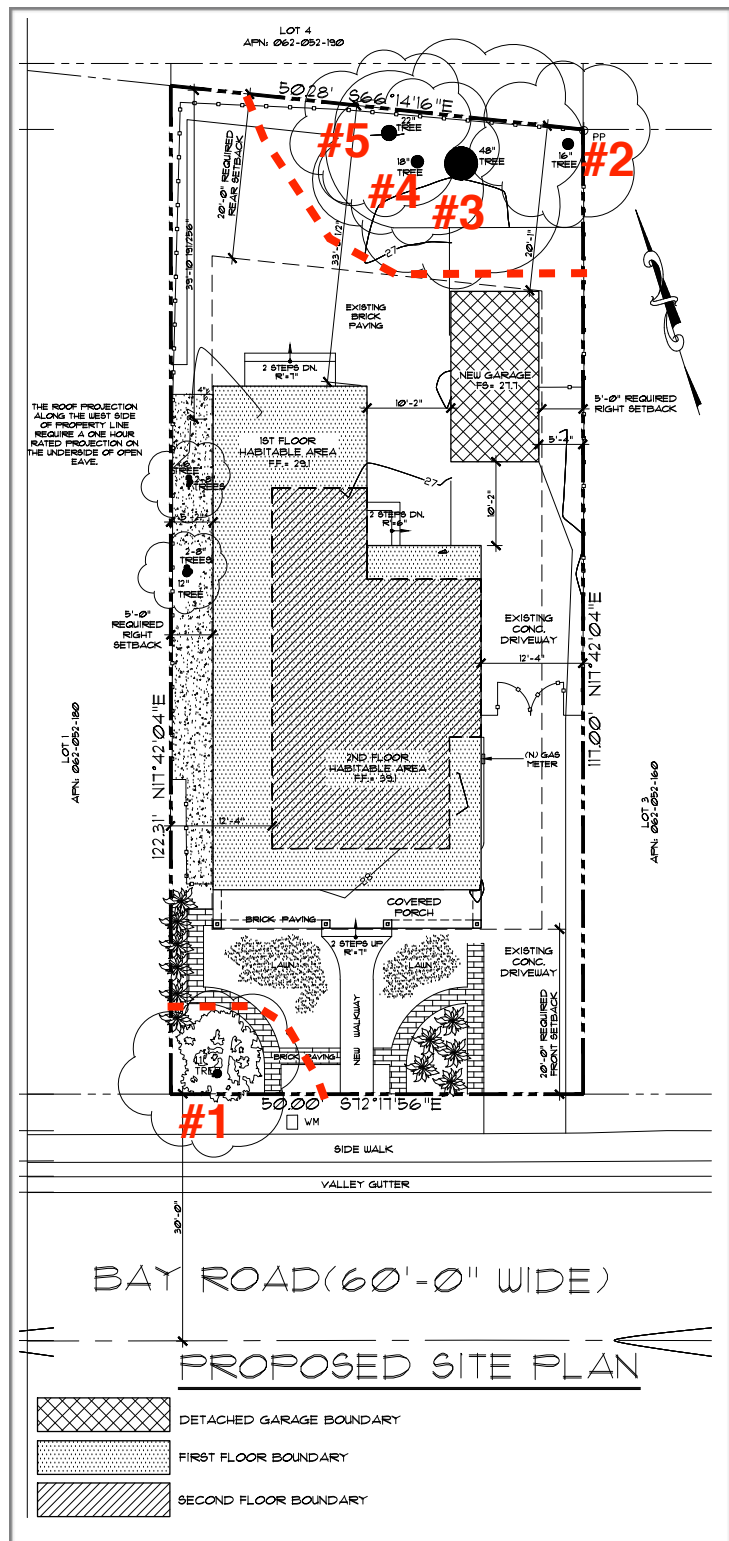 LOT 4
APN: 062-052-190
50.28' S66°14'16"E
#5
22"
TREE
18"
TREE
#4
48"
TREE
#3
PP
16"
TREE
#2
20'-0" REQUIRED
REAR SETBACK
20'-1"
27
EXISTING
BRICK
PAVING
2 STEPS DN.
R'=7"
NEW GARAGE
FS= 27.7
10'-2"
5'-0" REQUIRED
RIGHT SETBACK
5'-4"
THE ROOF PROJECTION
ALONG THE WEST SIDE
OF PROPERTY LINE
REQUIRE A ONE HOUR
RATED PROJECTION ON
THE UNDERSIDE OF OPEN
EAVE.
1ST FLOOR
HABITABLE AREA
F.F.= 29.1
27
10'-2"
2 STEPS DN.
R'=6"
TREES
2-8"
TREES
12"
TREE
5'-0"
REQUIRED
RIGHT
SETBACK
EXISTING
CONC.
DRIVEWAY
12'-4"
117.00' N17°42'04"E
122.31' N17°42'04"E
LOT 1
APN: 062-052-180
2ND FLOOR
HABITABLE AREA
F.F.= 39.1
(N) GAS
METER
LOT 3
APN: 062-052-160
12'-4"
28
COVERED
PORCH
BRICK PAVING
2 STEPS UP
R'=7"
LAWN
LAWN
EXISTING
CONC.
DRIVEWAY
20'-0" REQUIRED
FRONT SETBACK
NEW WALKWAY
BRICK PAVING
TREE
50.00' S72°17'56"E
#1
WM
SIDE WALK
VALLEY GUTTER
30'-0"
BAY ROAD(60'-0" WIDE)
PROPOSED SITE PLAN
DETACHED GARAGE BOUNDARY
FIRST FLOOR BOUNDARY
SECOND FLOOR BOUNDARY